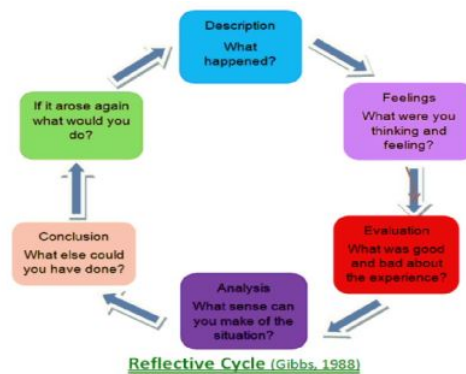 Description
What
happened?
Feelings
What were you
thinking and
feeling?
Evaluation
What was good
and bad about
the experience?
Analysis
What sense can
you make of the
situation?
Conclusion
What else could
you have done?
If it arose again
what would you
do?
Reflective Cycle (Gibbs, 1988)